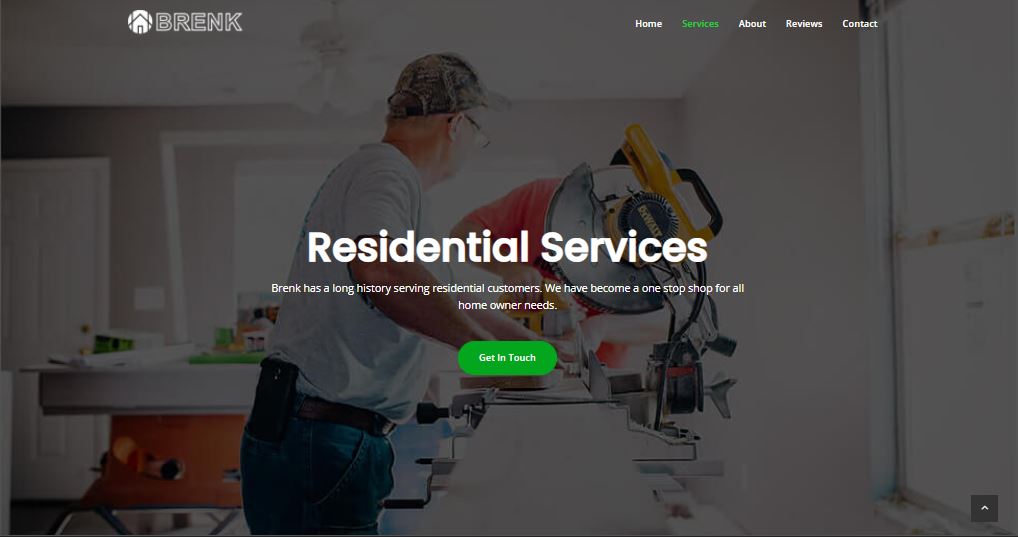 BRENK
Home Services About Reviews Contact
Residential Services
Brenk has a long history serving residential customers. We have become a one stop shop for all
home owner needs.
Get In Touch
DEWALT